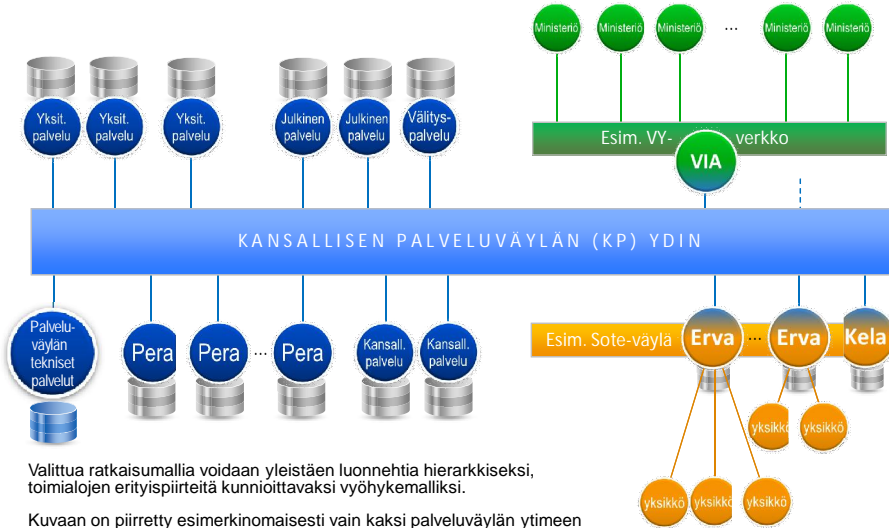 Ministeriö Ministeriö Ministeriö ... Ministeriö Ministeriö
Yksit. palvelu
Yksit. palvelu
Yksit. palvelu
Julkinen palvelu
Julkinen palvelu
Välitys-palvelu
Esim. VY- verkko
VIA
KANSALLISEN PALVELUVÄYLÄN (KP) YDIN
Palvelu-
väylän
tekniset
palvelut
Pera Pera ... Pera
Kansall. palvelu
Kansall. palvelu
Esim. Sote-väylä Erva ... Erva Kela
yksikkö yksikkö
yksikkö yksikkö yksikkö
Valittua ratkaisumallia voidaan yleistäen luonnehtia hierarkkiseksi,
toimialojen erityispiirteitä kunnioittavaksi vyöhykemalliksi.
Kuvaan on piirretty esimerkinomaisesti vain kaksi palveluväylän ytimeen